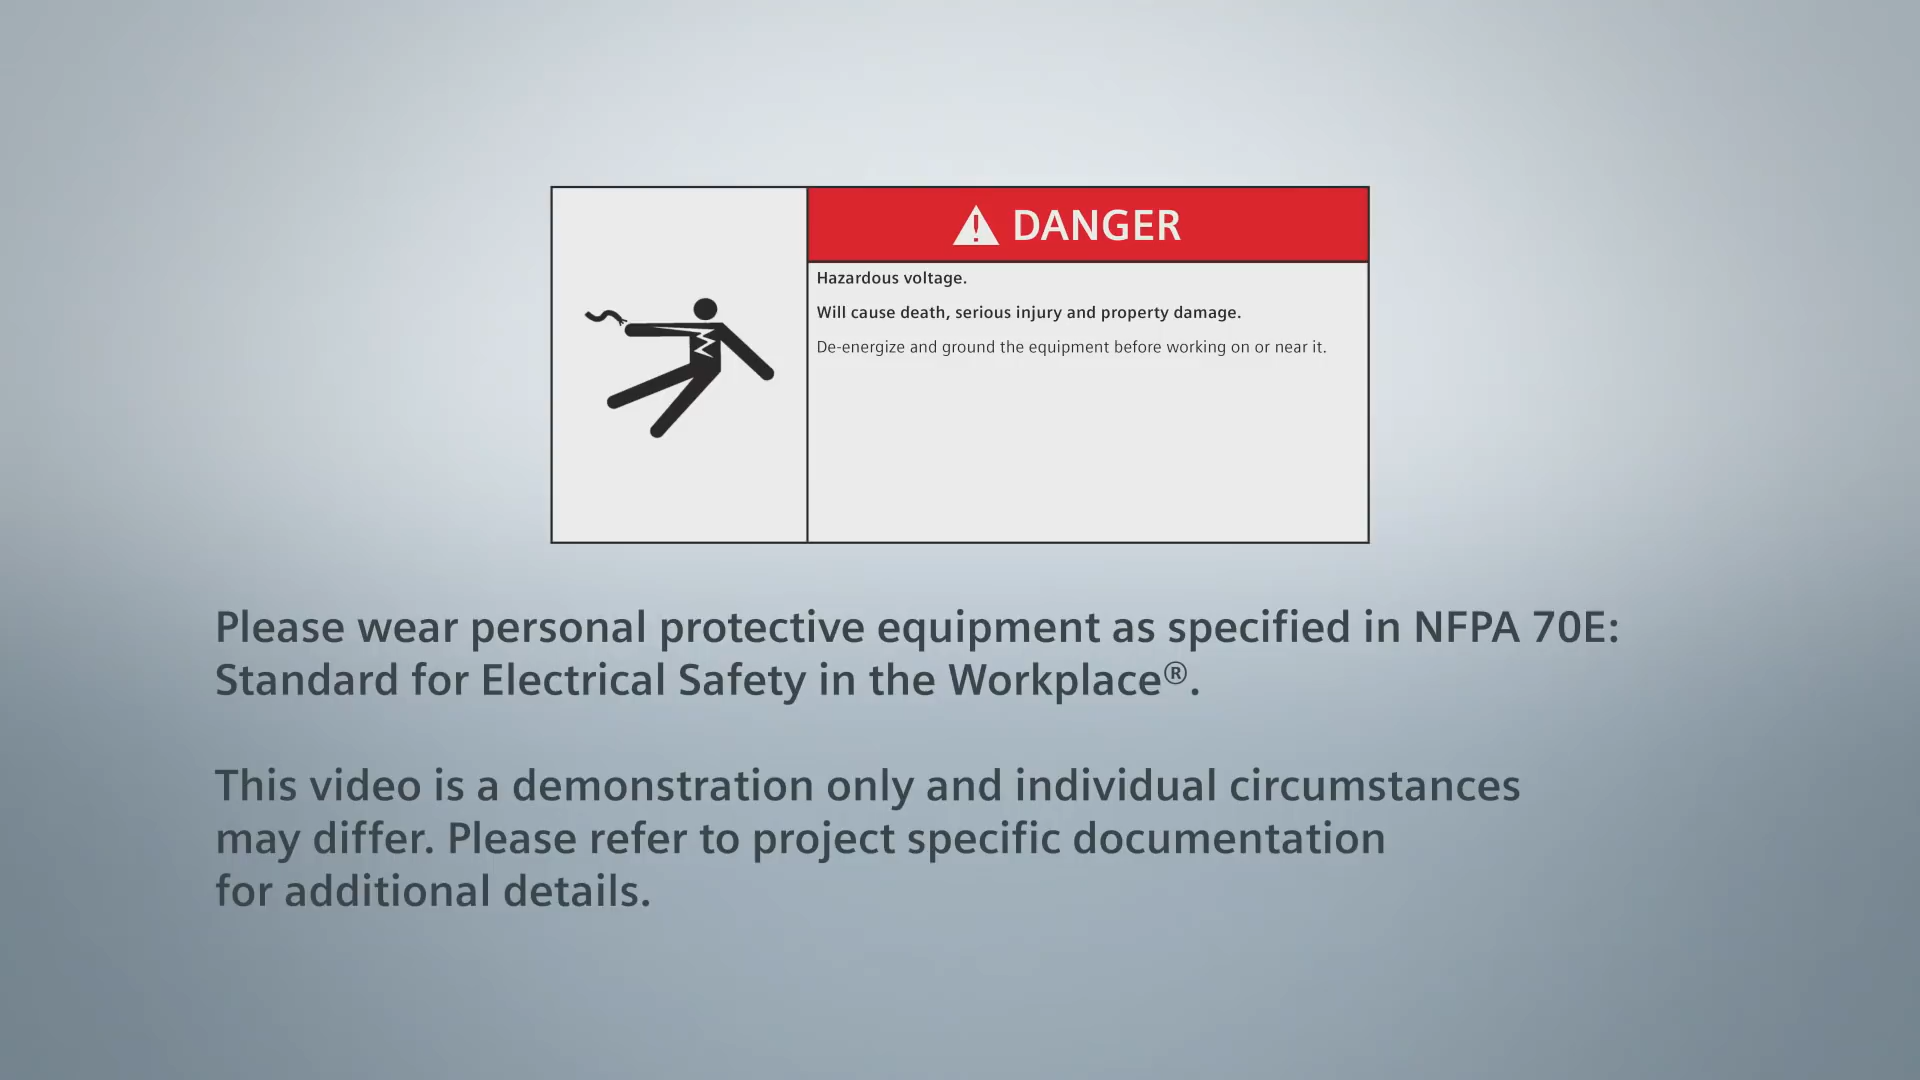 DANGER
Hazardous voltage.
Will cause death, serious injury and property damage.
De-energize and ground the equipment before working on or near it.
Please wear personal protective equipment as specified in NFPA 70E:
Standard for Electrical Safety in the Workplace®.
This video is a demonstration only and individual circumstances
may differ. Please refer to project specific documentation
for additional details.